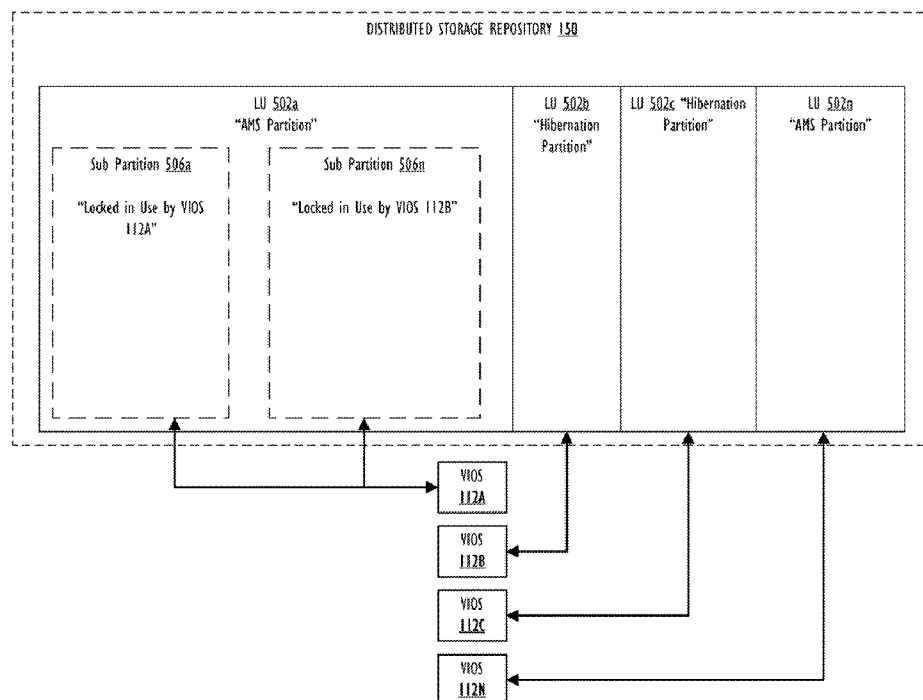 DISTRIBUTED STORAGE REPOSITORY 150
LU 502a
"AMS Partition"
Sub Partition 506a
"Locked in Use by VIOS
112A"
Sub Partition 506n
"Locked in Use by VIOS 112B"
LU 502b
"Hibernation
Partition"
LU 502c "Hibernation
Partition"
LU 502n
"AMS Partition"
VIOS
112A
VIOS
112B
VIOS
112C
VIOS
112N